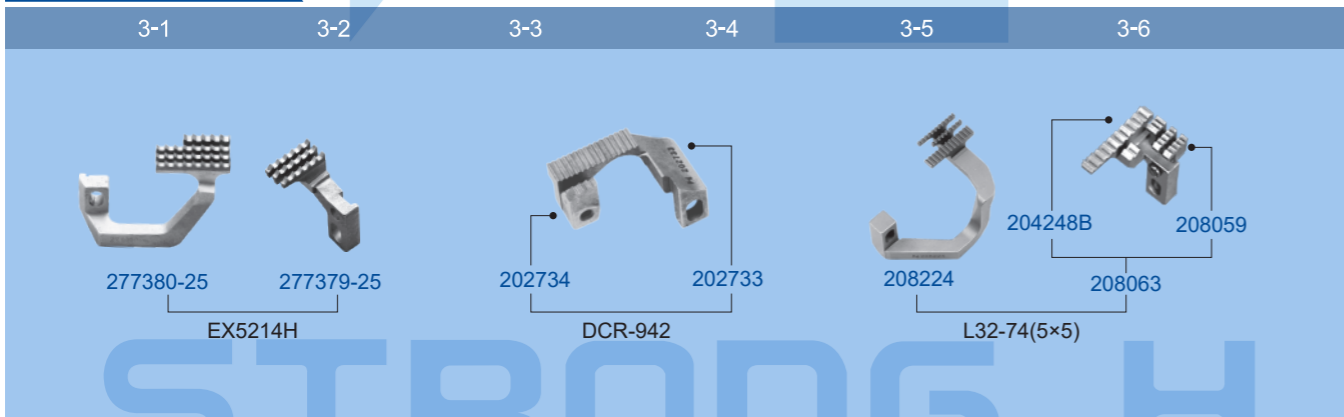 3-1 3-2 3-3 3-4 3-5 3-6
204248B 208059
277380-25 277379-25 202734 202733 208224 208063
EX5214H DCR-942 L32-74(5×5)
STRONG H